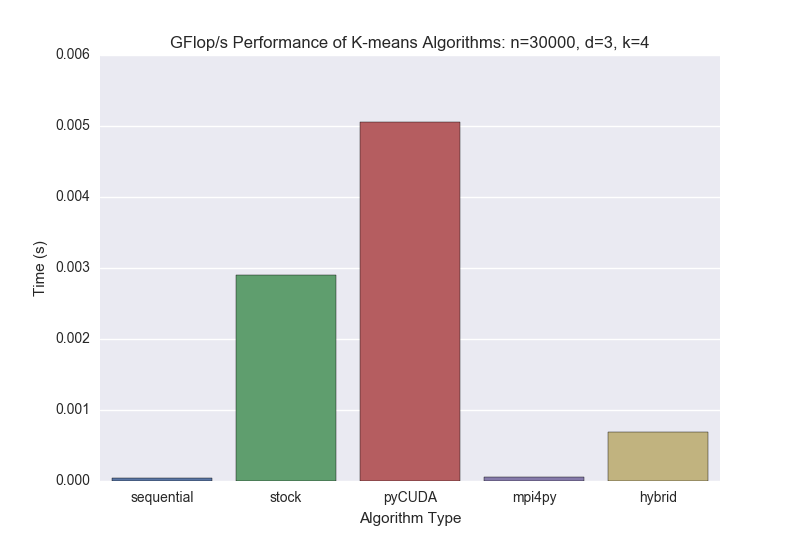 GFlop/s Performance of K-means Algorithms: n=30000, d=3, k=4
0.006
0.005
0.004
0.003
0.002
0.001
0.000
Time (s)
sequential stock pyCUDA mpi4py hybrid
Algorithm Type